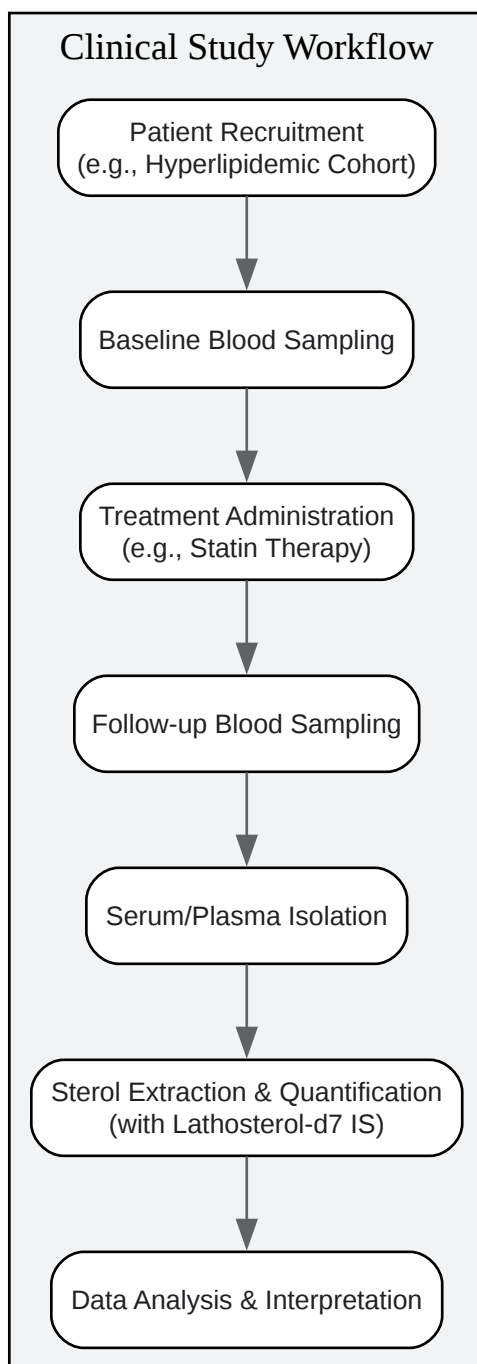 Clinical Study Workflow
Patient Recruitment
(e.g., Hyperlipidemic Cohort)
Baseline Blood Sampling
Treatment Administration
(e.g., Statin Therapy)
Follow-up Blood Sampling
Serum/Plasma Isolation
Sterol Extraction & Quantification
(with Lathosterol-d7 IS)
Data Analysis & Interpretation